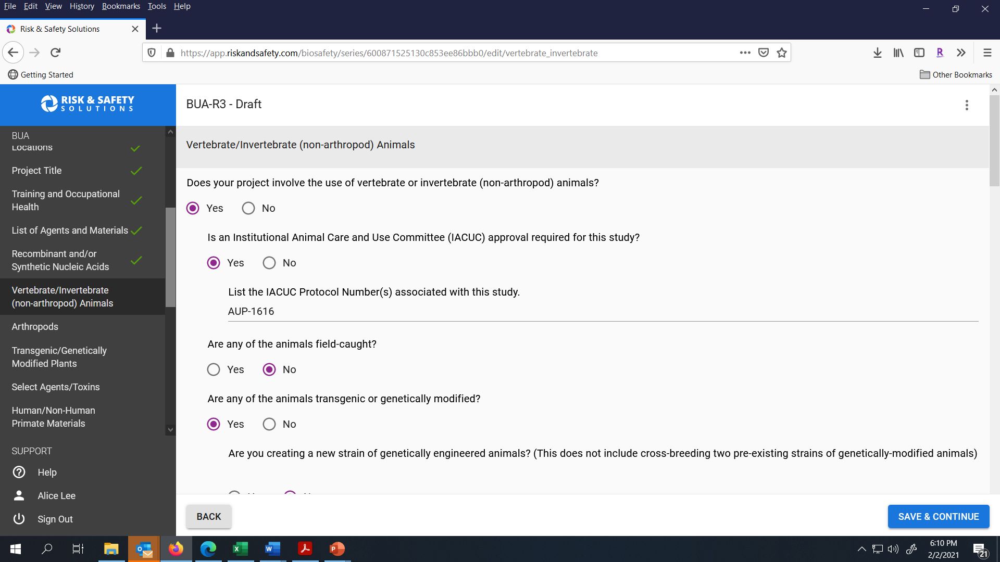 File Edit View History Bookmarks Tools Help
Risk & Safety Solutions
https://app.riskandsafety.com/biosafety/series/600871525130c853ee86bbb0/edit/vertebrate_invertebrate
Getting Started
Other Bookmarks
RISK & SAFETY
SOLUTIONS
BUA
Locations
Project Title
Training and Occupational
Health
List of Agents and Materials
Recombinant and/or
Synthetic Nucleic Acids
Vertebrate/Invertebrate
(non-arthropod) Animals
Arthropods
Transgenic/Genetically
Modified Plants
Select Agents/Toxins
Human/Non-Human
Primate Materials
SUPPORT
Help
Alice Lee
Sign Out
BUA-R3 - Draft
Vertebrate/Invertebrate (non-arthropod) Animals
Does your project involve the use of vertebrate or invertebrate (non-arthropod) animals?
Yes No
Is an Institutional Animal Care and Use Committee (IACUC) approval required for this study?
Yes No
List the IACUC Protocol Number(s) associated with this study.
AUP-1616
Are any of the animals field-caught?
Yes No
Are any of the animals transgenic or genetically modified?
Yes No
Are you creating a new strain of genetically engineered animals? (This does not include cross-breeding two pre-existing strains of genetically-modified animals)
BACK
SAVE & CONTINUE
6:10 PM
2/2/2021
21